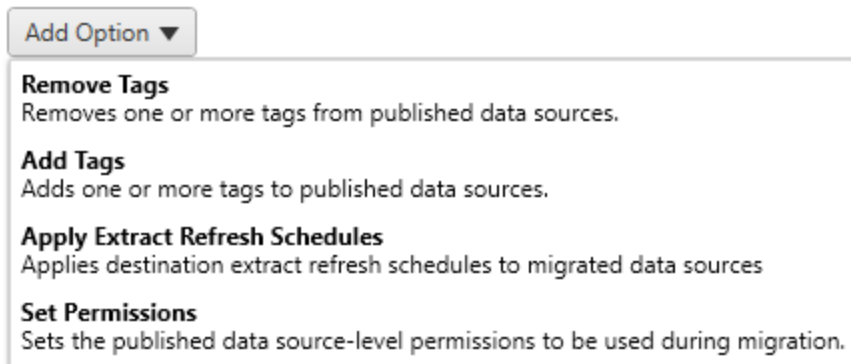 Add Option ▼
Remove Tags
Removes one or more tags from published data sources.
Add Tags
Adds one or more tags to published data sources.
Apply Extract Refresh Schedules
Applies destination extract refresh schedules to migrated data sources
Set Permissions
Sets the published data source-level permissions to be used during migration.